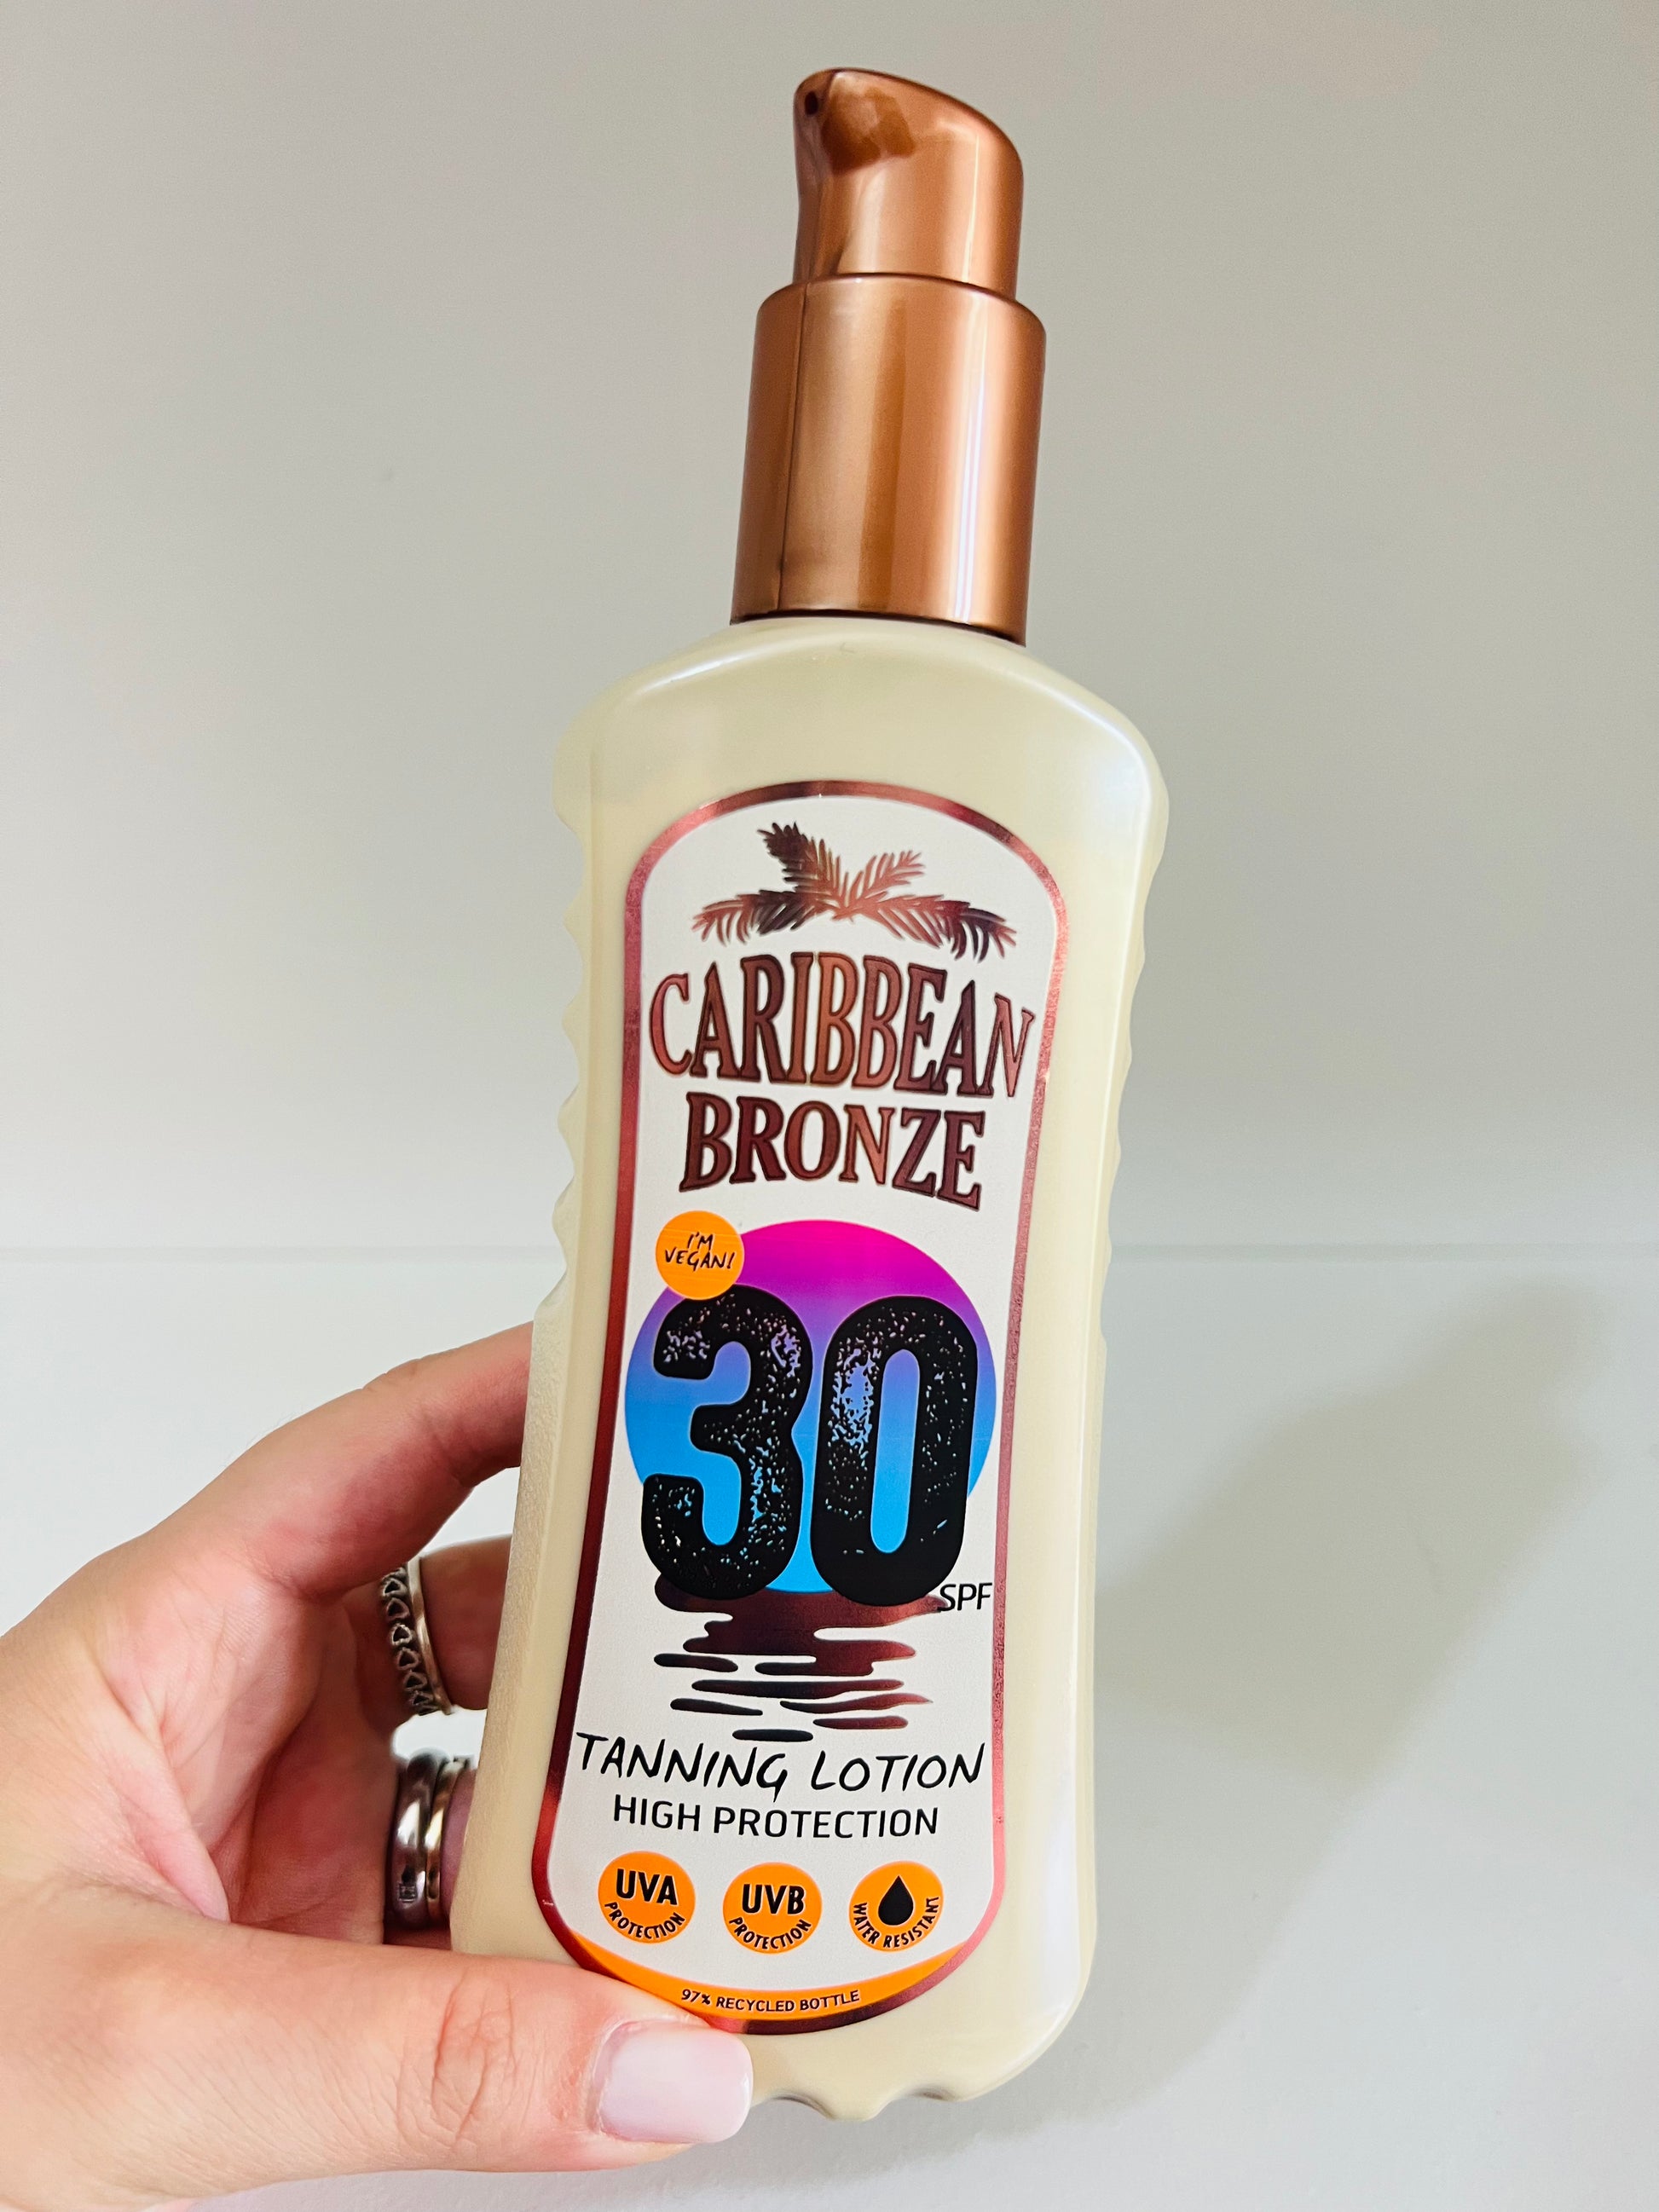 CARIBBEAN
BRONZE
I'M
VEGAN!
30
SPF
TANNING LOTION
HIGH PROTECTION
UVA
PROTECTION
UVB
PROTECTION
WATER RESISTANT
97% RECYCLED BOTTLE